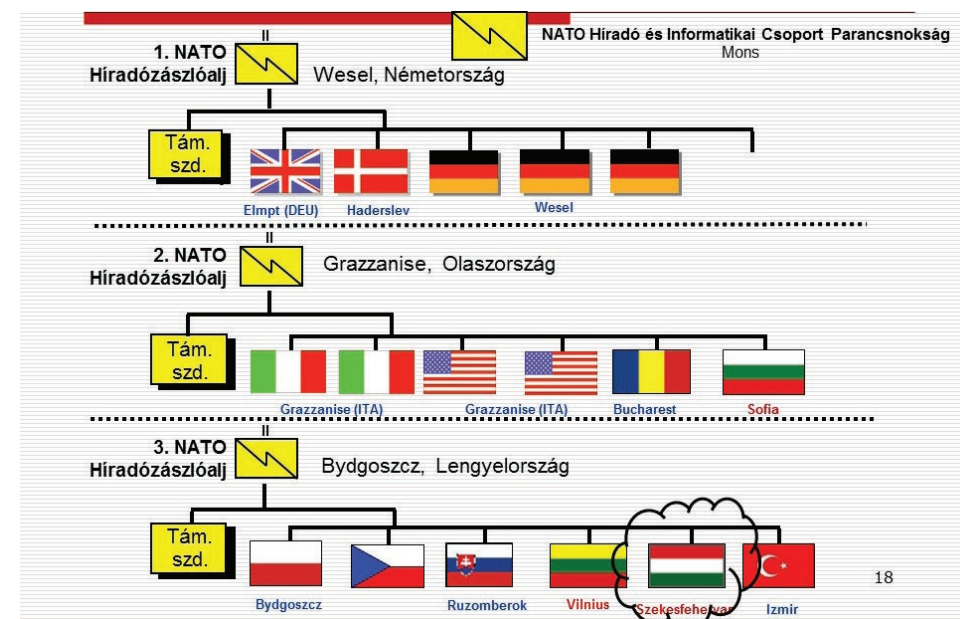 NATO Híradó és Informatikai Csoport Parancsnokság
Mons
II
1. NATO
Híradózászlóalj
Wesel, Németország
Tám.
szd.
Elmpt (DEU)
Haderslev
Wesel
II
2. NATO
Híradózászlóalj
Grazzanise, Olaszország
Tám.
szd.
Grazzanise (ITA)
Grazzanise (ITA)
Bucharest
Sofia
II
3. NATO
Híradózászlóalj
Bydgoszcz, Lengyelország
Tám.
szd.
Bydgoszcz
Ruzomberok
Vilnius
Szekesfehervar
Izmir
18